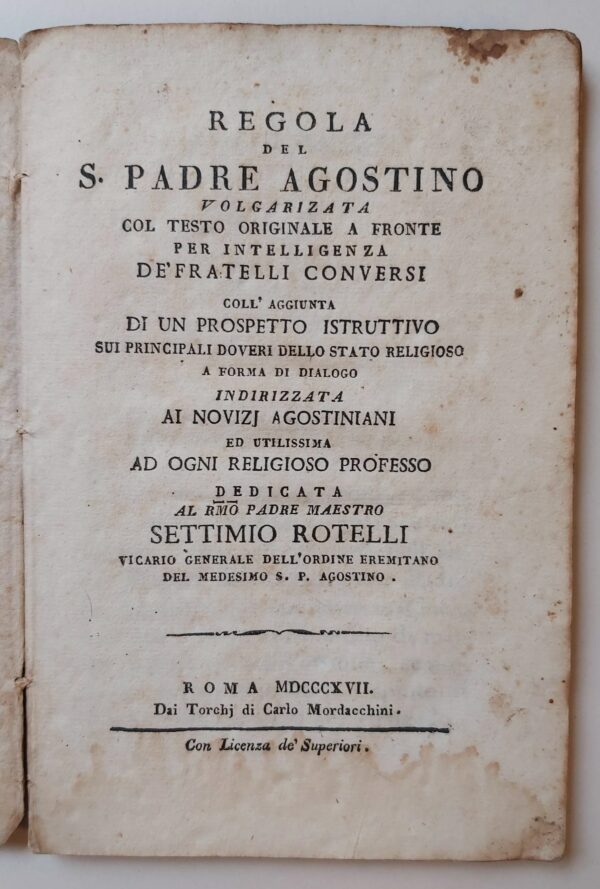 REGOLA
DEL
S. PADRE AGOSTINO
VOLGARIZATA
COL TESTO ORIGINALE A FRONTE
PER INTELLIGENZA
DE' FRATELLI CONVERSI
COLL' AGGIUNTA
DI UN PROSPETTO ISTRUTTIVO
SUI PRINCIPALI DOVERI DELLO STATO RELIGIOSO
A FORMA DI DIALOGO
INDIRIZZATA
AI NOVIZJ AGOSTINIANI
ED UTILISSIMA
AD OGNI RELIGIOSO PROFESSO
DEDICATA
AL RMO PADRE MAESTRO
SETTIMIO ROTELLI
VICARIO GENERALE DELL'ORDINE EREMITANO
DEL MEDESIMO S. P. AGOSTINO.
ROMA MDCCCXVII.
Dai Torchj di Carlo Mordacchini.
Con Licenza de' Superiori.